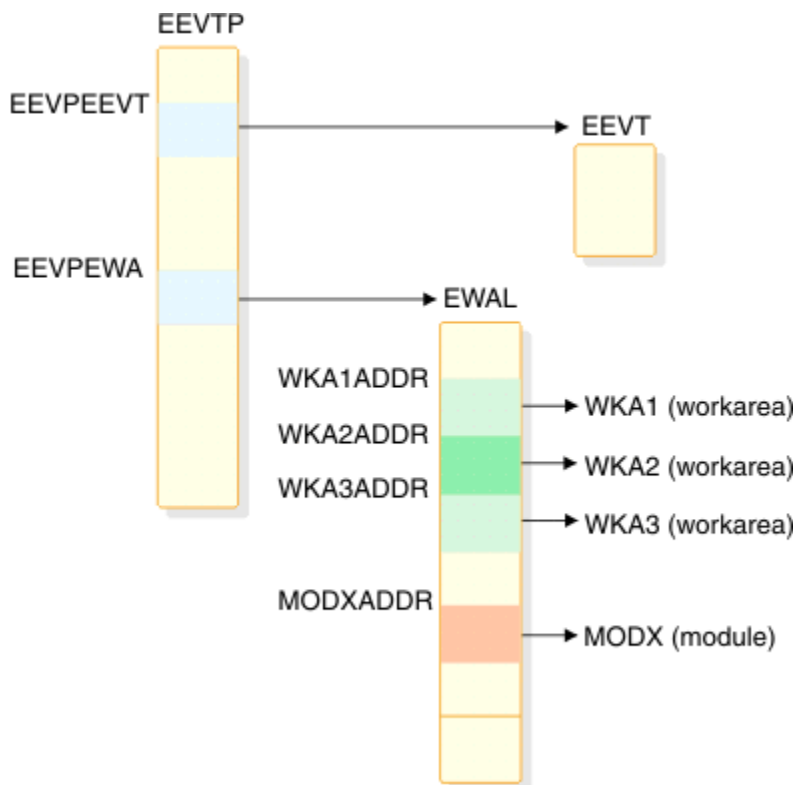 EEVTP
EEVPEEVT
EEVT
EEVPEWA
EWAL
WKA1ADDR
WKA1 (workarea)
WKA2ADDR
WKA2 (workarea)
WKA3ADDR
WKA3 (workarea)
MODXADDR
MODX (module)